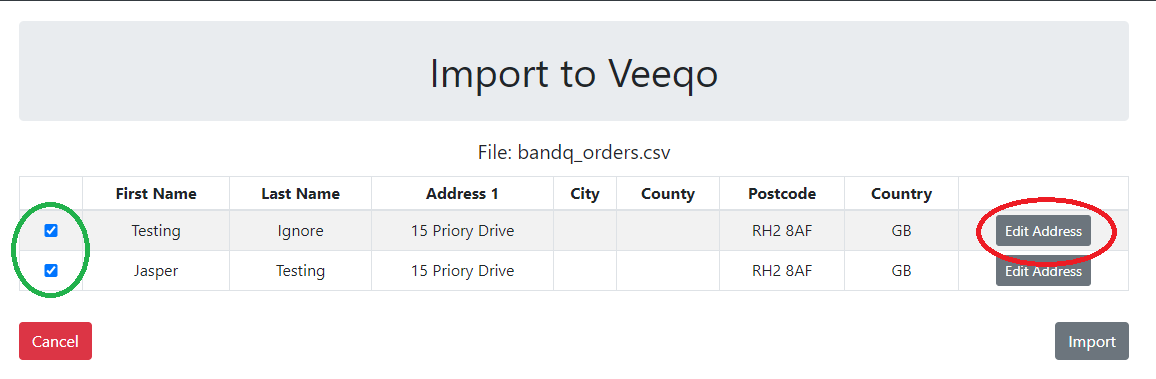 Import to Veeqo
File: bandq_orders.csv
First Name Last Name Address 1 City County Postcode Country
Testing Ignore 15 Priory Drive RH2 8AF GB Edit Address
Jasper Testing 15 Priory Drive RH2 8AF GB Edit Address
Cancel Import